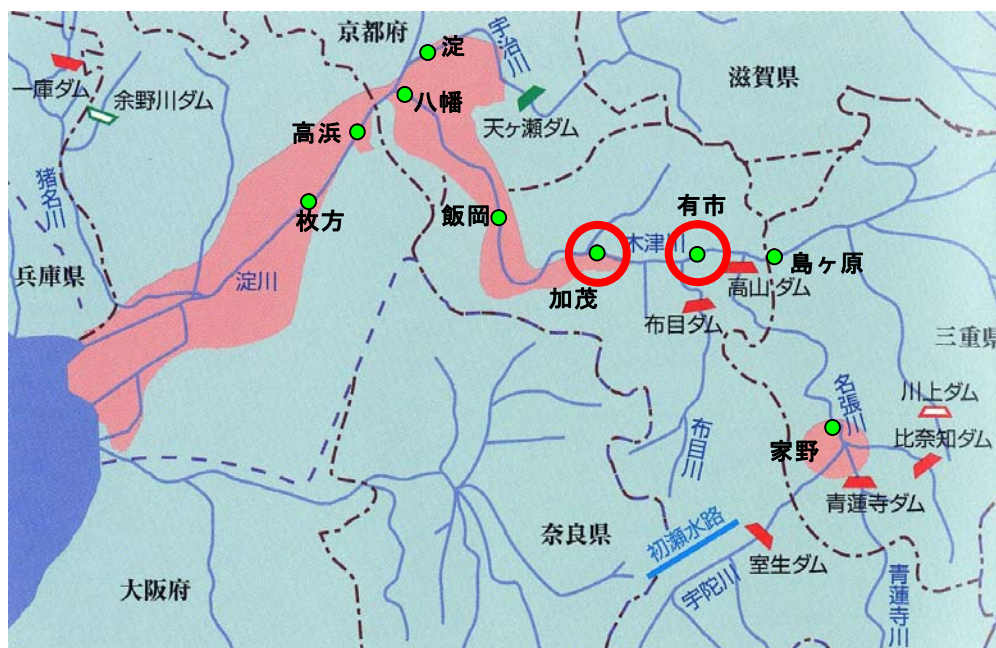 京都府
淀
宇治川
滋賀県
一庫ダム
余野川ダム
八幡
天ヶ瀬ダム
高浜
猪名川
枚方
飯岡
有市
木津川
兵庫県
淀川
加茂
高山ダム
島ヶ原
布目ダム
三重県
名張川
川上ダム
比奈知ダム
布目川
家野
青蓮寺ダム
奈良県
初瀬水路
室生ダム
大阪府
宇陀川
青蓮寺川